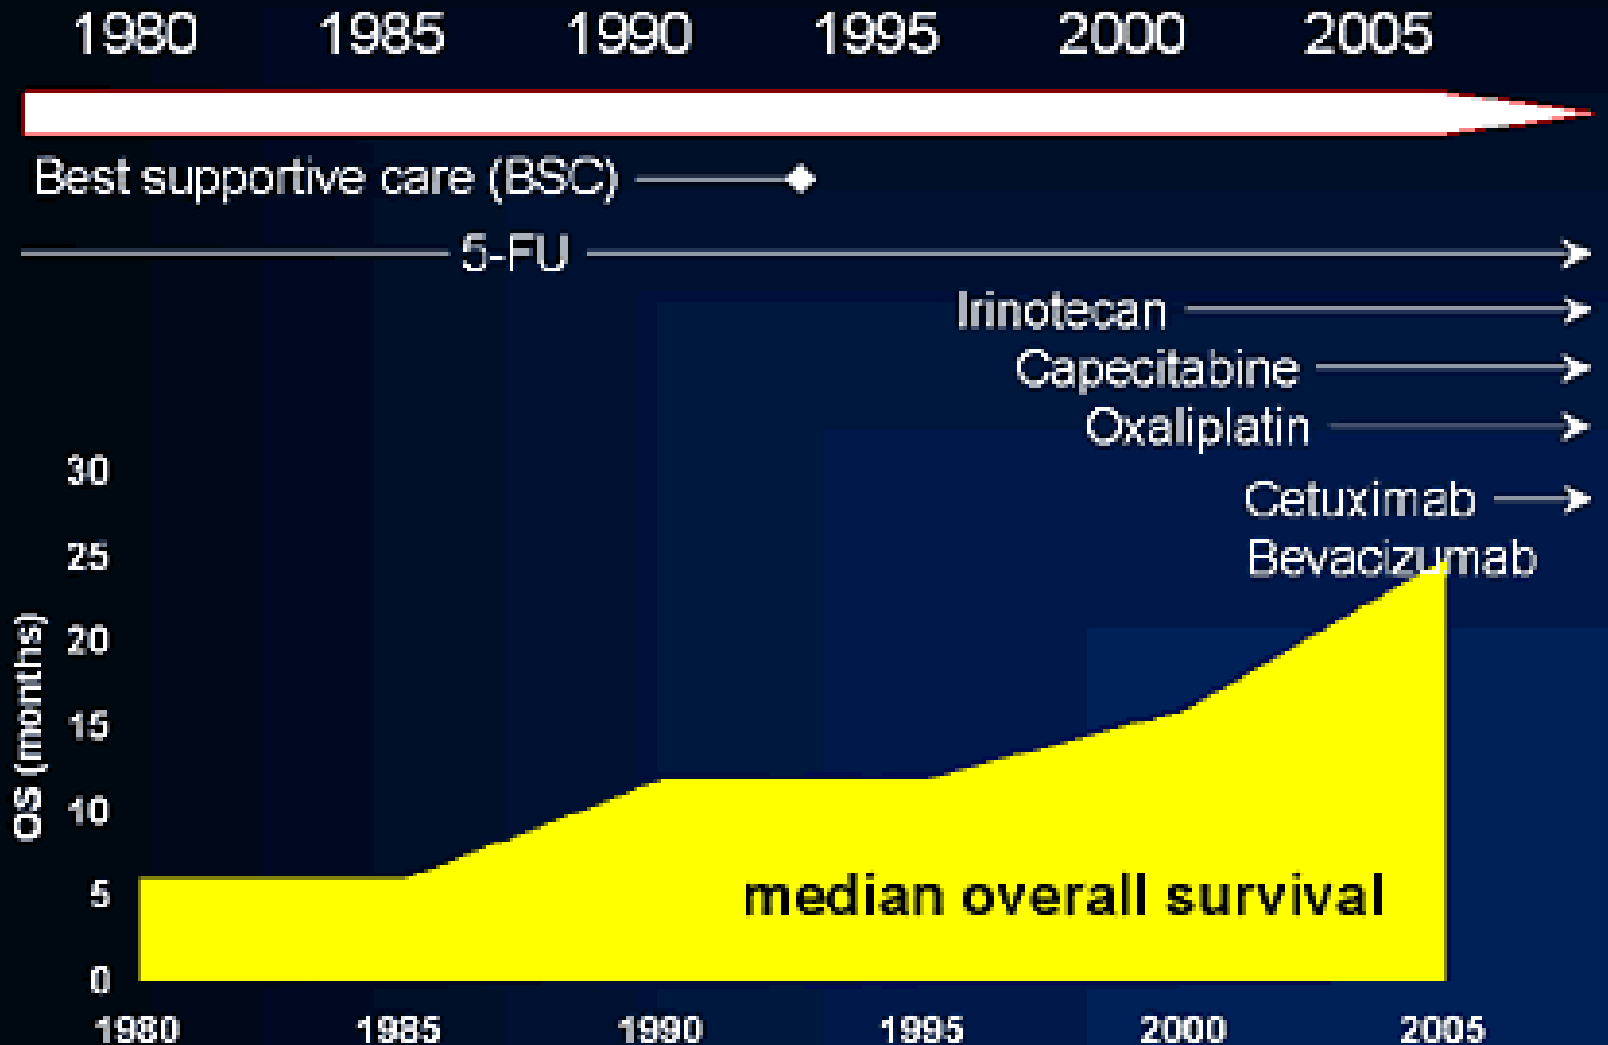 1980 1985 1990 1995 2000 2005
Best supportive care (BSC)
5-FU
Irinotecan
Capecitabine
Oxaliplatin
Cetuximab
Bevacizumab
OS (months)
30
25
20
15
10
5
0
median overall survival
1980 1985 1990 1995 2000 2005